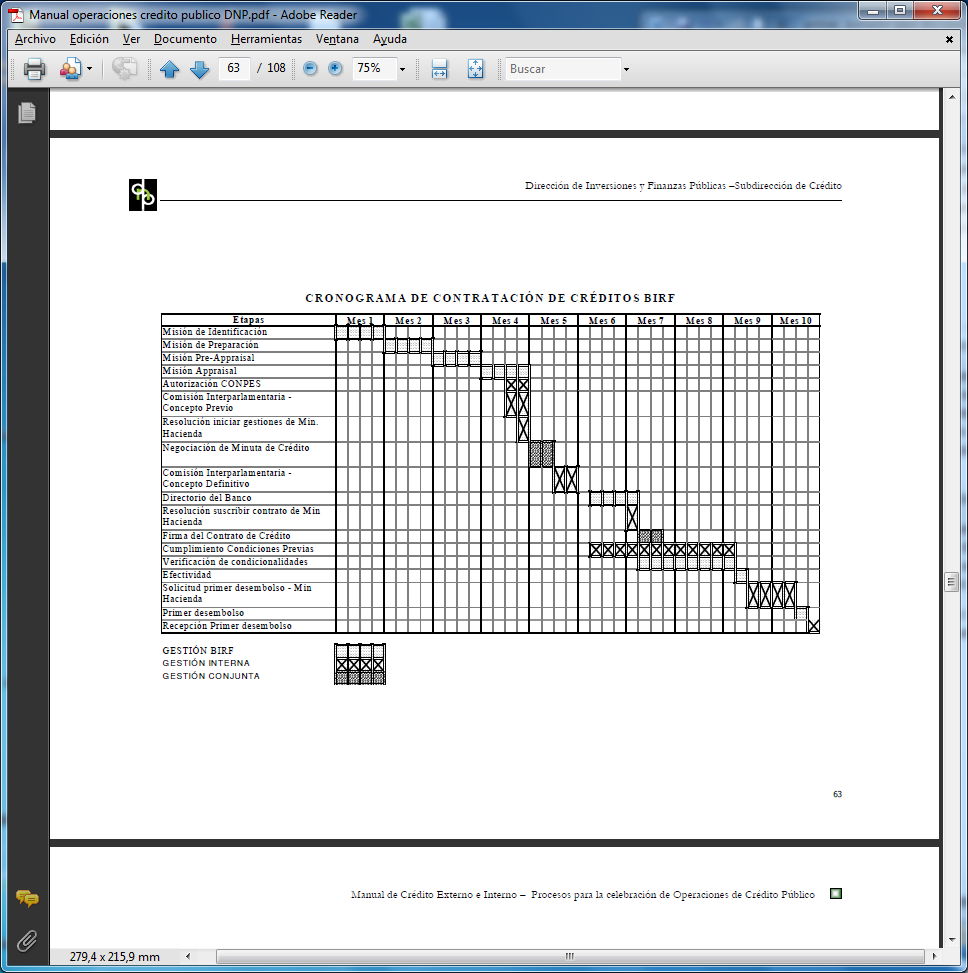 Manual operaciones credito publico DNP.pdf - Adobe Reader
Archivo Edición Ver Documento Herramientas Ventana Ayuda
63 / 108 75% Buscar
Dirección de Inversiones y Finanzas Públicas –Subdirección de Crédito
CRONOGRAMA DE CONTRATACIÓN DE CRÉDITOS BIRF
Etapas Mes 1 Mes 2 Mes 3 Mes 4 Mes 5 Mes 6 Mes 7 Mes 8 Mes 9 Mes 10
Misión de Identificación
Misión de Preparación
Misión Pre-Appraisal
Misión Appraisal
Autorización CONPES
Comisión Interparlamentaria -
Concepto Previo
Resolución iniciar gestiones de Min.
Hacienda
Negociación de Minuta de Crédito
Comisión Interparlamentaria -
Concepto Definitivo
Directorio del Banco
Resolución suscribir contrato de Min
Hacienda
Firma del Contrato de Crédito
Cumplimiento Condiciones Previas
Verificación de condicionalidades
Efectividad
Solicitud primer desembolso - Min
Hacienda
Primer desembolso
Recepción Primer desembolso
GESTIÓN BIRF
GESTIÓN INTERNA
GESTIÓN CONJUNTA
63
Manual de Crédito Externo e Interno – Procesos para la celebración de Operaciones de Crédito Público
279,4 x 215,9 mm